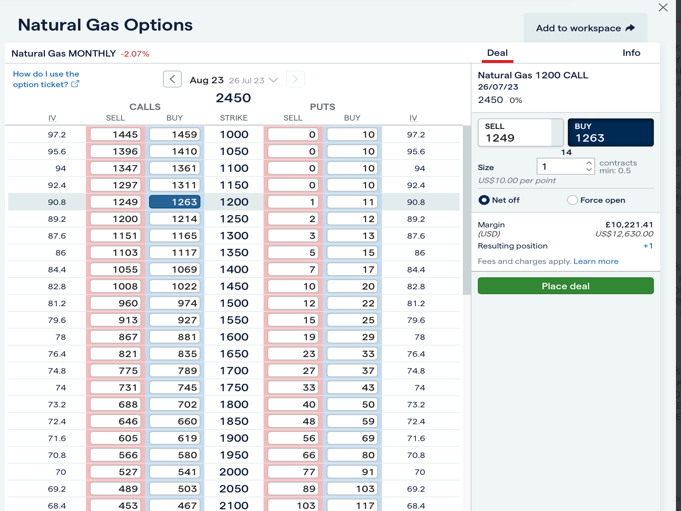 Natural Gas Options
Add to workspace
Natural Gas MONTHLY -2.07%
Deal
Info
How do I use the
option ticket?
Aug 23 26 Jul 23
2450
CALLS PUTS
IV SELL BUY STRIKE SELL BUY IV
97.2 1445 1459 1000 0 10 97.2
95.6 1396 1410 1050 0 10 95.6
94 1347 1361 1100 0 10 94
92.4 1297 1311 1150 0 10 92.4
90.8 1249 1263 1200 1 11 90.8
89.2 1200 1214 1250 2 12 89.2
87.6 1151 1165 1300 3 13 87.6
86 1103 1117 1350 5 15 86
84.4 1055 1069 1400 7 17 84.4
82.8 1008 1022 1450 10 20 82.8
81.2 960 974 1500 12 22 81.2
79.6 913 927 1550 15 25 79.6
78 867 881 1600 19 29 78
76.4 821 835 1650 23 33 76.4
74.8 775 789 1700 27 37 74.8
74 731 745 1750 33 43 74
73.2 688 702 1800 40 50 73.2
72.4 646 660 1850 48 59 72.4
71.6 605 619 1900 56 69 71.6
70.8 566 580 1950 66 80 70.8
70 527 541 2000 77 91 70
69.2 489 503 2050 89 103 69.2
68.4 453 467 2100 103 117 68.4
Natural Gas 1200 CALL
26/07/23
2450 0%
SELL BUY
1249 1263
14
Size 1 contracts
min: 0.5
US$10.00 per point
Net off Force open
Margin £10,221.41
(USD) US$12,630.00
Resulting position +1
Fees and charges apply. Learn more
Place deal